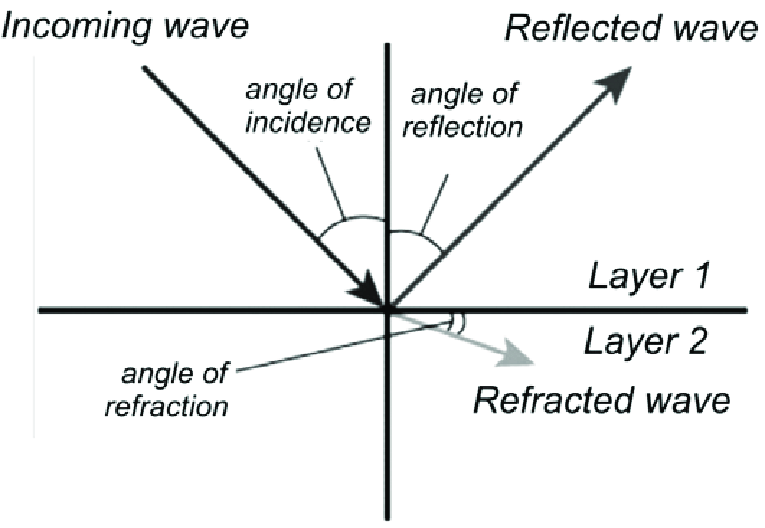 Incoming wave
Reflected wave
angle of
incidence
angle of
reflection
Layer 1
Layer 2
angle of
refraction
Refracted wave